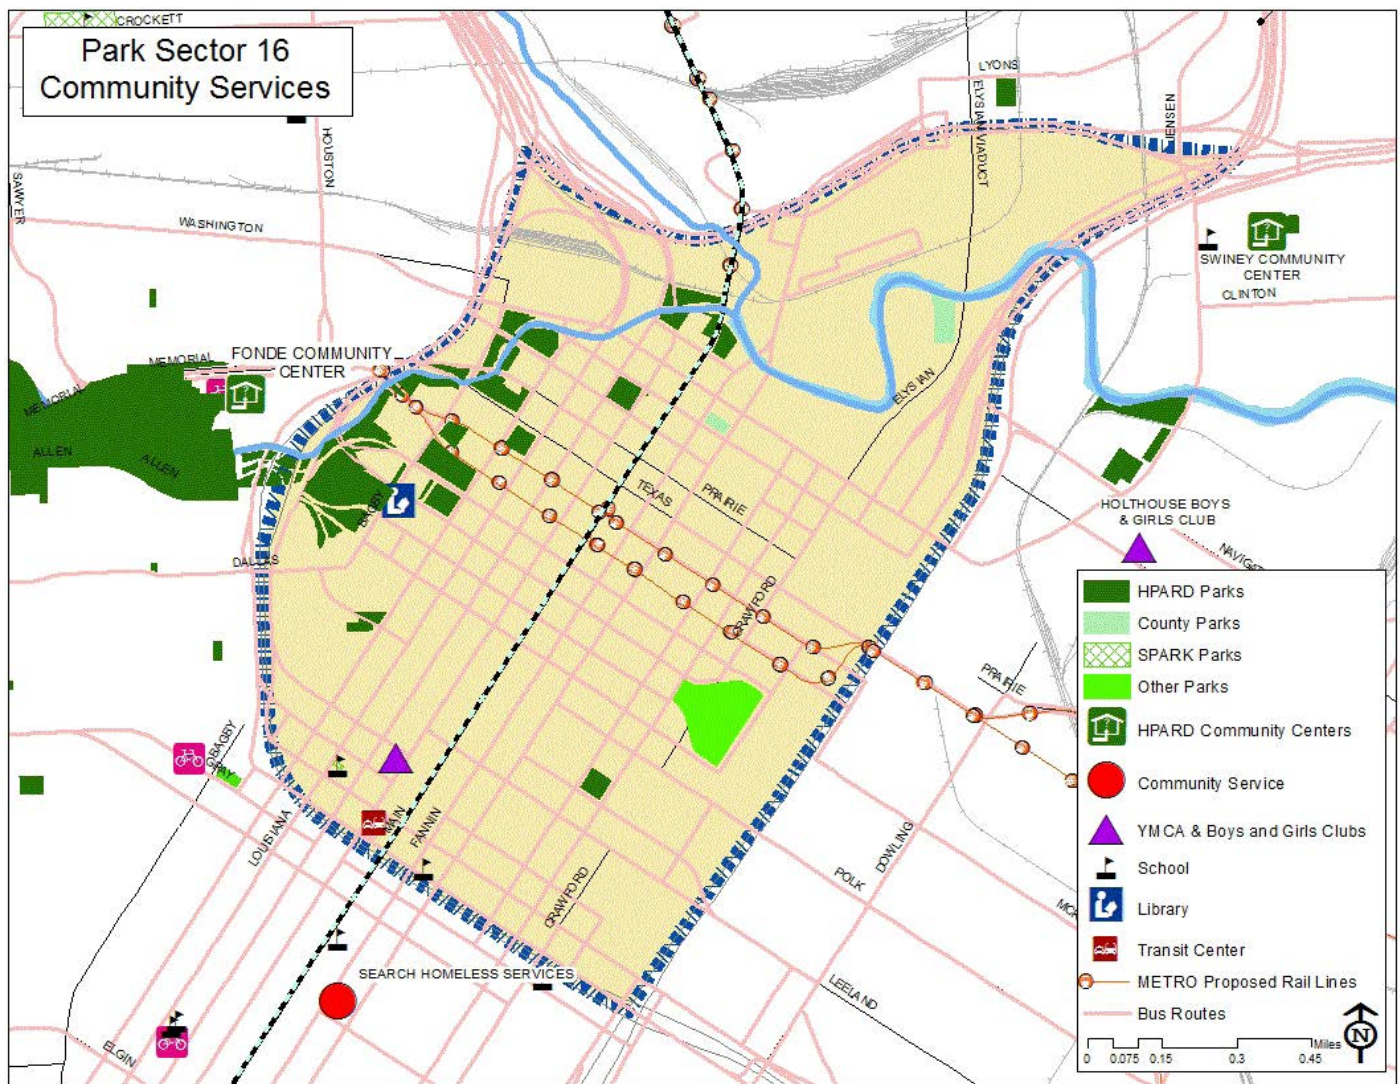 CROCKETT
Park Sector 16
Community Services
LYONS
ELYSIAN VIADUCT
JENSEN
HOUSTON
SAWYER
WASHINGTON
SWINEY COMMUNITY
CENTER
CLINTON
MEMORIAL
FONDE COMMUNITY
CENTER
MEMORIAL
ELYSIAN
ALLEN
ALLEN
BAGBY
TEXAS
PRAIRIE
HOLTHOUSE BOYS
& GIRLS CLUB
DALLAS
NAVIGAT
CRAWFORD
PRAIRIE
BAGBY
GRAY
LOUISIANA
MAIN
FANNIN
CRAWFORD
POLK
DOWLING
MCK
LEELAND
SEARCH HOMELESS SERVICES
ELGIN
HPARD Parks
County Parks
SPARK Parks
Other Parks
HPARD Community Centers
Community Service
YMCA & Boys and Girls Clubs
School
Library
Transit Center
METRO Proposed Rail Lines
Bus Routes
Miles
0 0.075 0.15 0.3 0.45
N